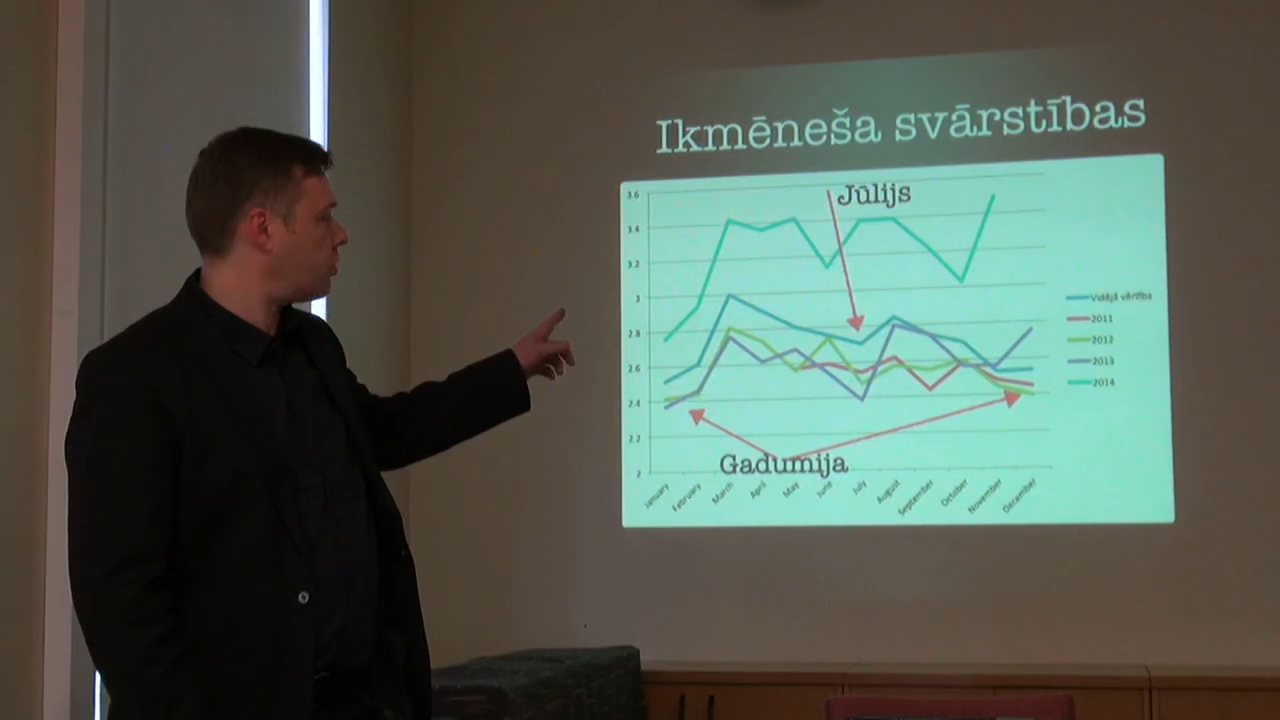 Ikmēneša svārstības
Jūlijs
3.6
3.4
3.2
3
2.8
2.6
2.4
2.2
2
Vidējā vērtība
2011
2012
2013
2014
Gadumija
January
February
March
April
May
June
July
August
September
October
November
December